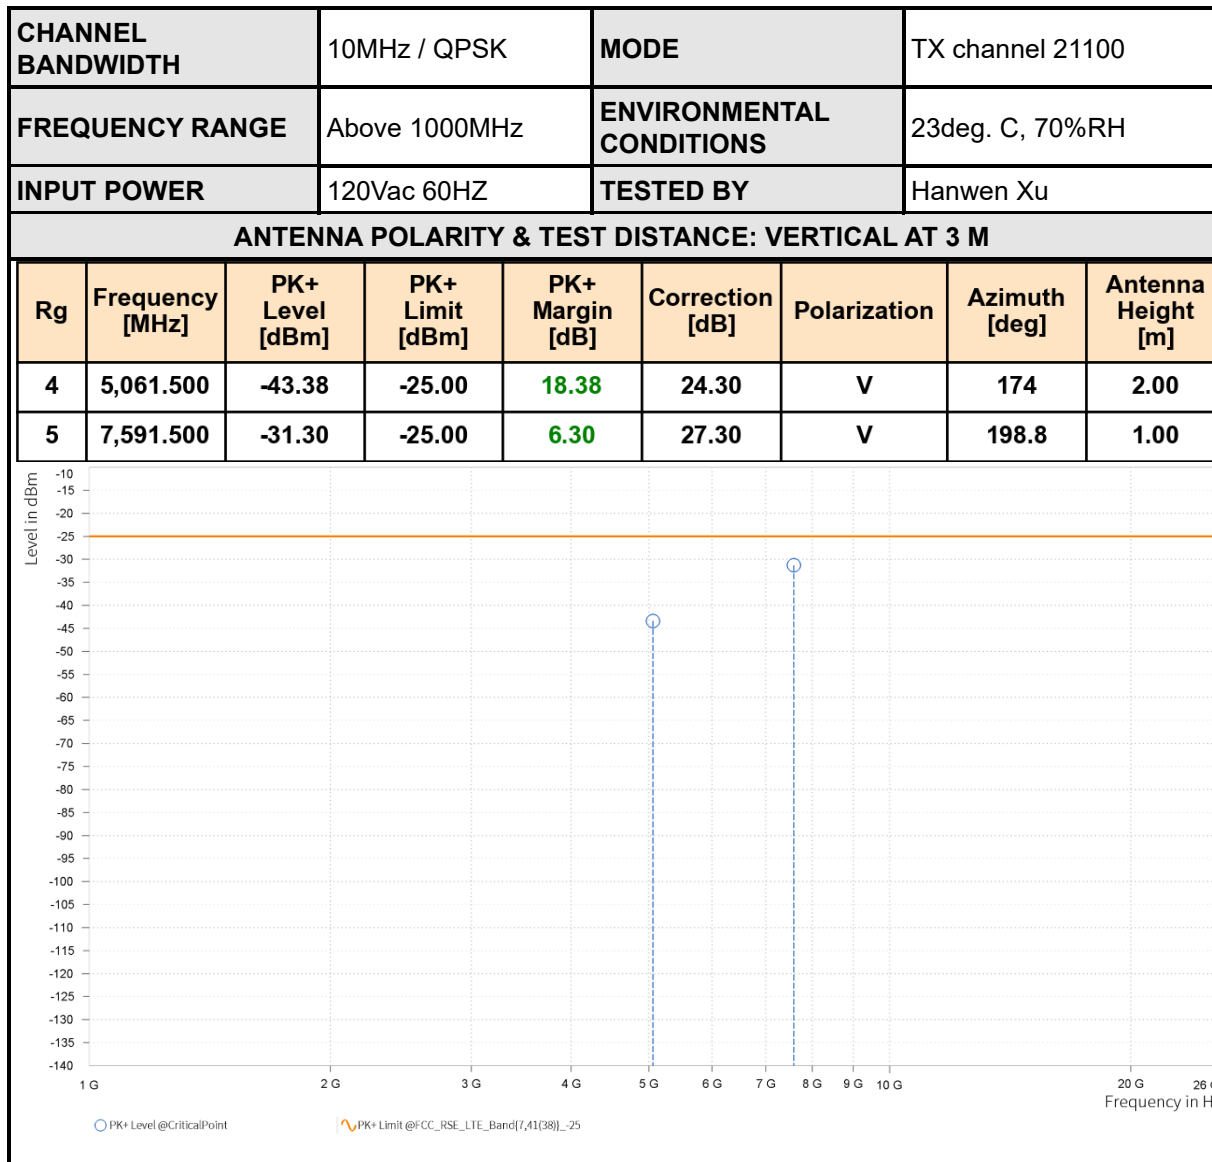 CHANNEL
BANDWIDTH
10MHz / QPSK
MODE
TX channel 21100
FREQUENCY RANGE
Above 1000MHz
ENVIRONMENTAL
CONDITIONS
23deg. C, 70%RH
INPUT POWER
120Vac 60HZ
TESTED BY
Hanwen Xu
ANTENNA POLARITY & TEST DISTANCE: VERTICAL AT 3 M
Rg
Frequency
[MHz]
PK+
Level
[dBm]
PK+
Limit
[dBm]
PK+
Margin
[dB]
Correction
[dB]
Polarization
Azimuth
[deg]
Antenna
Height
[m]
4 5,061.500 -43.38 -25.00 18.38 24.30 V 174 2.00
5 7,591.500 -31.30 -25.00 6.30 27.30 V 198.8 1.00
Level in dBm
-10
-15
-20
-25
-30
-35
-40
-45
-50
-55
-60
-65
-70
-75
-80
-85
-90
-95
-100
-105
-110
-115
-120
-125
-130
-135
-140
1 G 2 G 3 G 4 G 5 G 6 G 7 G 8 G 9 G 10 G 20 G 26
Frequency in H
PK+ Level @CriticalPoint
PK+ Limit @FCC_RSE_LTE_Band(7,41(38)]_-25